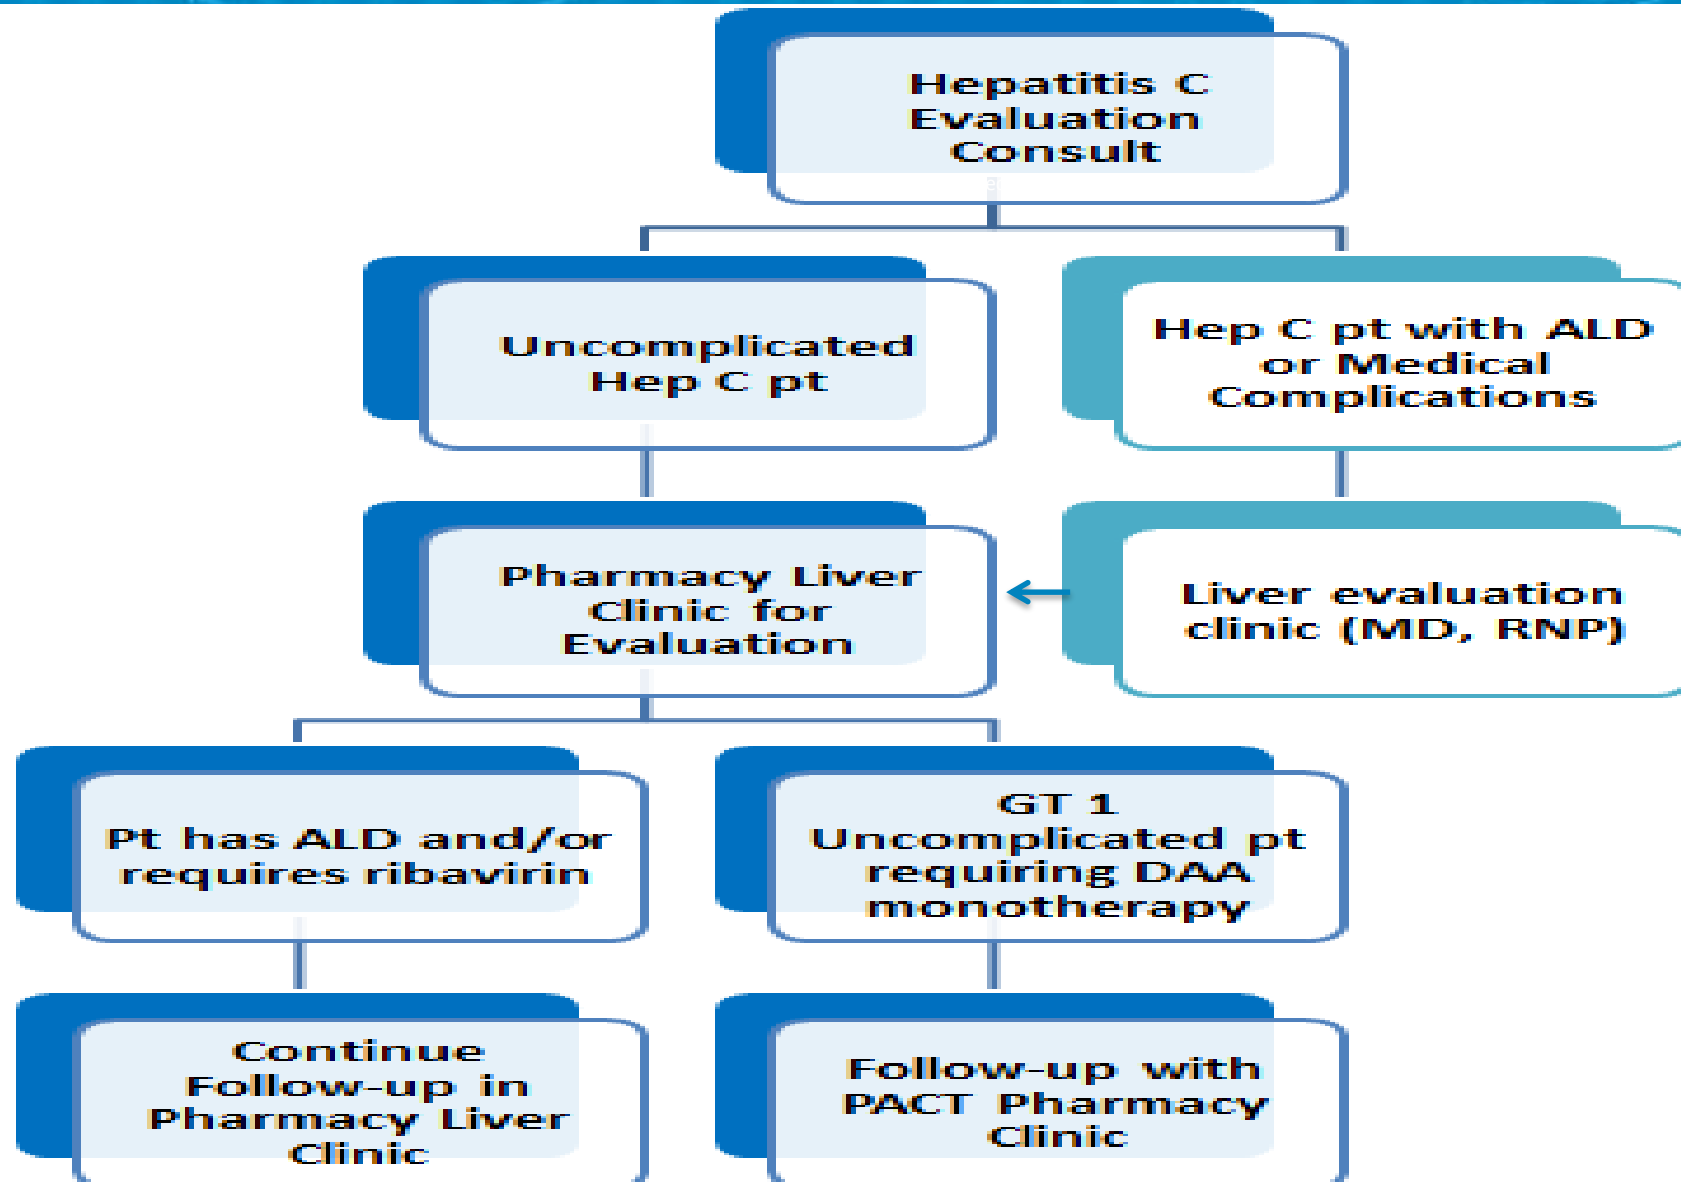 Hepatitis C
Evaluation
Consult
Uncomplicated
Hep C pt
Hep C pt with ALD
or Medical
Complications
Pharmacy Liver
Clinic for
Evaluation
Liver evaluation
clinic (MD, RNP)
Pt has ALD and/or
requires ribavirin
GT 1
Uncomplicated pt
requiring DAA
monotherapy
Continue
Follow-up in
Pharmacy Liver
Clinic
Follow-up with
PACT Pharmacy
Clinic